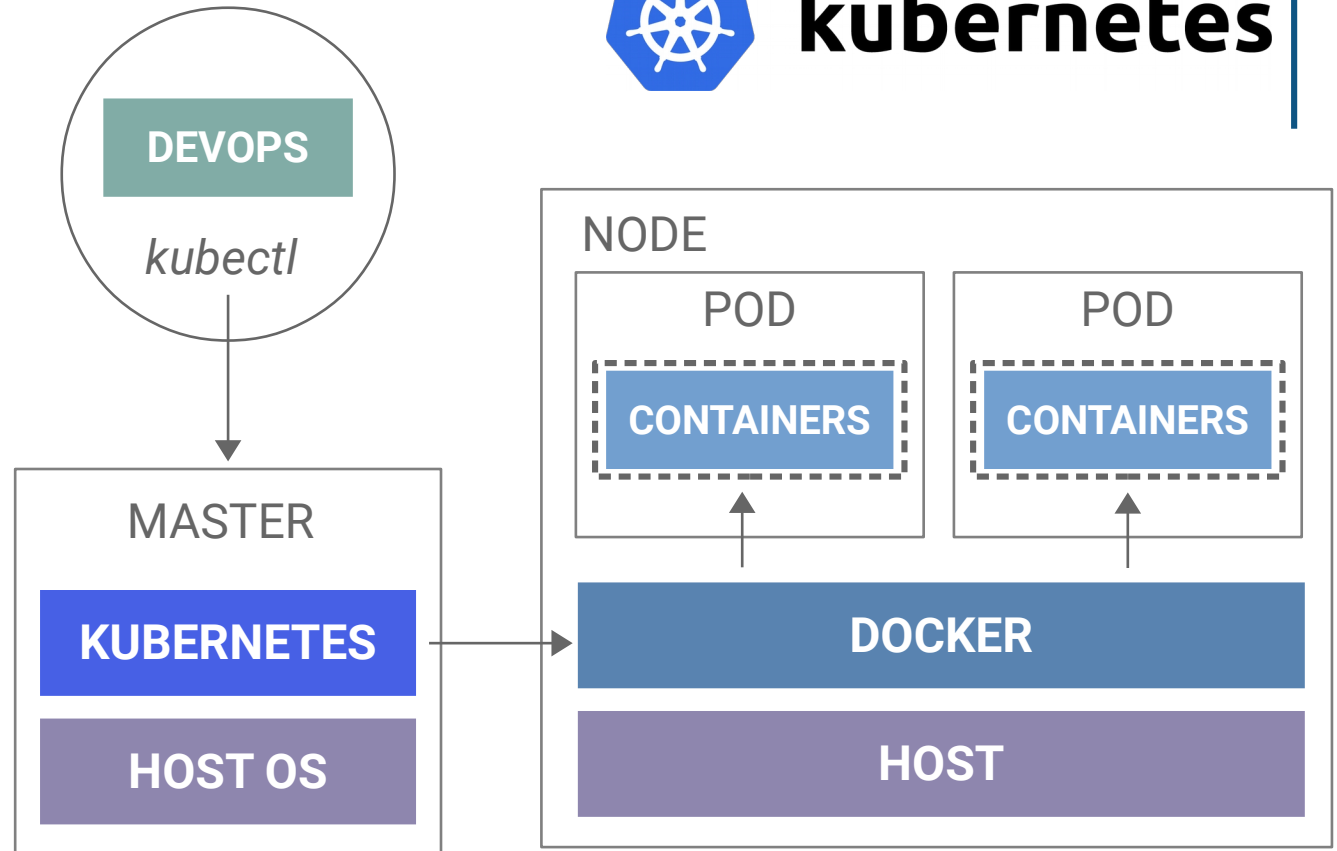 kubernetes
DEVOPS
kubectl
NODE
POD
POD
CONTAINERS
CONTAINERS
MASTER
KUBERNETES
DOCKER
HOST OS
HOST